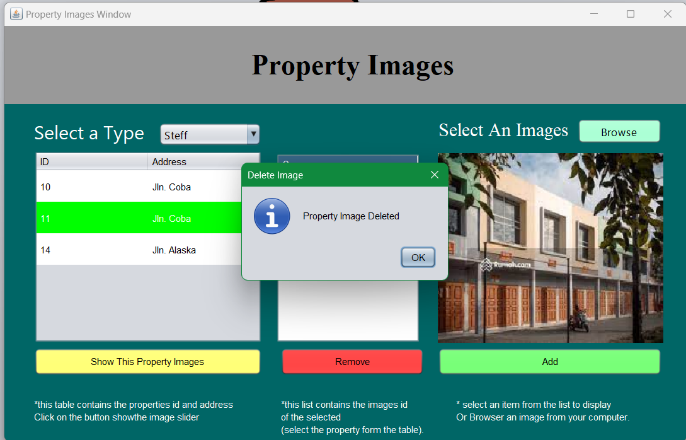 Property Images Window
Property Images
Select a Type
Steff
Select An Images
Browse
ID Address
10 Jln. Coba
11 Jln. Coba
14 Jln. Alaska
Delete Image
Property Image Deleted
OK
Rumah.com
Show This Property Images
Remove
Add
*this table contains the properties id and address
Click on the button showthe image slider
*this list contains the images id
of the selected
(select the property form the table).
* select an item from the list to display
Or Browser an image from your computer.